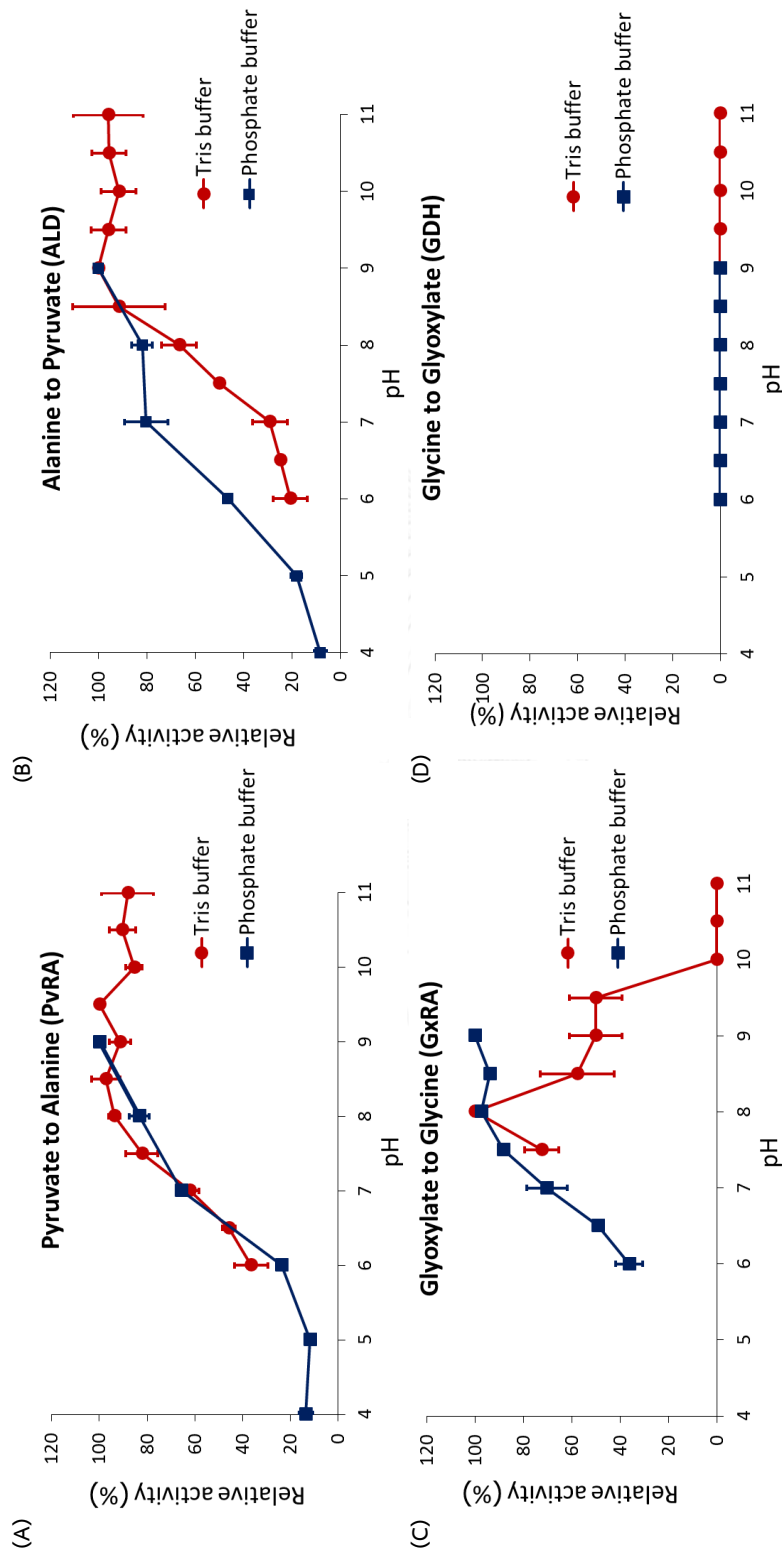 (A)
Pyruvate to Alanine (PvRA)
Relative activity (%)
120
100
80
60
40
20
0
4 5 6 7 8 9 10 11
pH
Tris buffer
Phosphate buffer
(B)
Alanine to Pyruvate (ALD)
Relative activity (%)
120
100
80
60
40
20
0
4 5 6 7 8 9 10 11
pH
Tris buffer
Phosphate buffer
(C)
Glyoxylate to Glycine (GxRA)
Relative activity (%)
120
100
80
60
40
20
0
4 5 6 7 8 9 10 11
pH
Tris buffer
Phosphate buffer
(D)
Glycine to Glyoxylate (GDH)
Relative activity (%)
120
100
80
60
40
20
0
4 5 6 7 8 9 10 11
pH
Tris buffer
Phosphate buffer